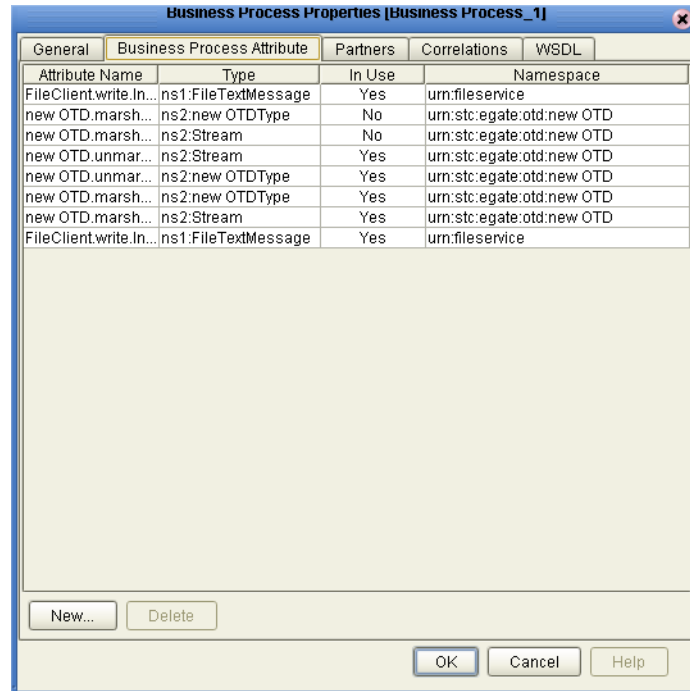 Business Process Properties [Business Process_1]
General Business Process Attribute Partners Correlations WSDL
Attribute Name Type In Use Namespace
FileClient.write.In... ns1:FileTextMessage Yes urn:fileservice
new OTD.marsh... ns2:new OTDType No urn:stc:egate:otd:new OTD
new OTD.marsh... ns2:Stream No urn:stc:egate:otd:new OTD
new OTD.unmar... ns2:Stream Yes urn:stc:egate:otd:new OTD
new OTD.unmar... ns2:new OTDType Yes urn:stc:egate:otd:new OTD
new OTD.marsh... ns2:new OTDType Yes urn:stc:egate:otd:new OTD
new OTD.marsh... ns2:Stream Yes urn:stc:egate:otd:new OTD
FileClient.write.In... ns1:FileTextMessage Yes urn:fileservice
New... Delete
OK Cancel Help